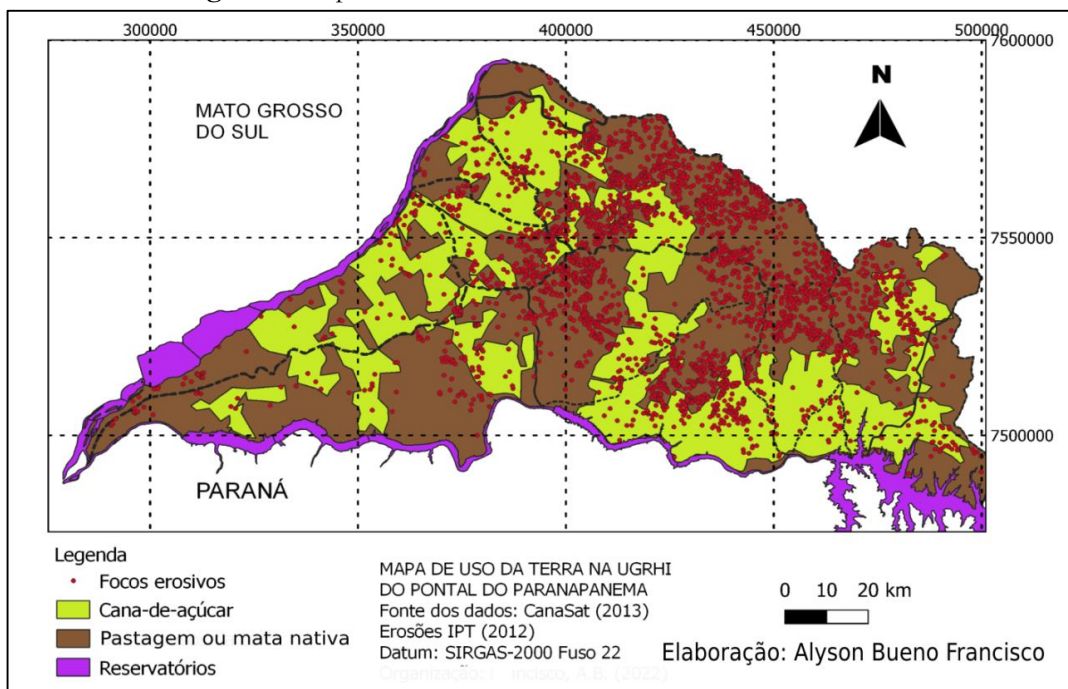 300000 350000 400000 450000 500000
7600000
MATO GROSSO
DO SUL
N
7550000
7500000
PARANÁ
Legenda
Focos erosivos
Cana-de-açúcar
Pastagem ou mata nativa
Reservatórios
MAPA DE USO DA TERRA NA UGRHI
DO PONTAL DO PARANAPANEMA
Fonte dos dados: CanaSat (2013)
Erosões IPT (2012)
Datum: SIRGAS-2000 Fuso 22
0 10 20 km
Elaboração: Alyson Bueno Francisco